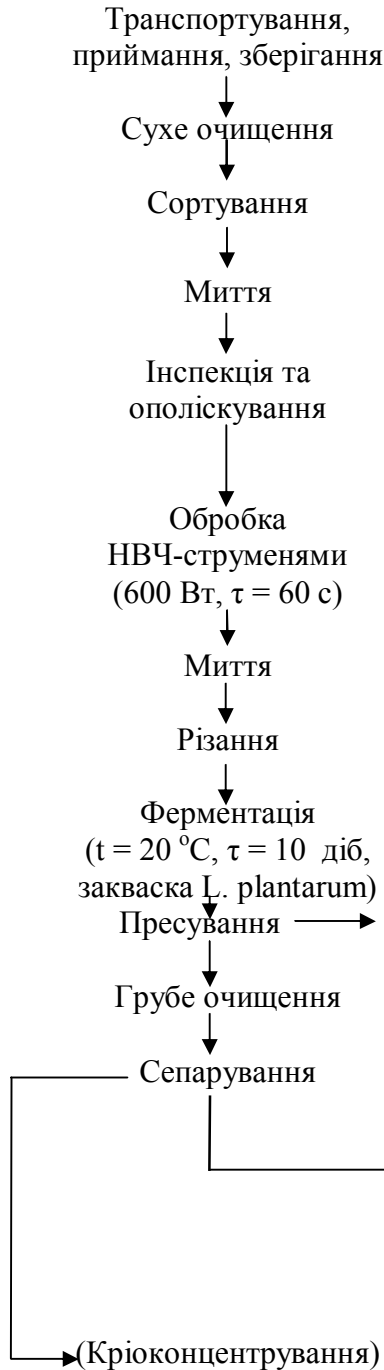 Транспортування,
приймання, зберігання
Сухе очищення
Сортування
Миття
Інспекція та
ополіскування
Обробка
НВЧ-струменями
(600 Вт, τ = 60 с)
Миття
Різання
Ферментація
(t = 20 °С, τ = 10 діб,
закваска L. plantarum)
Пресування
Грубе очищення
Сепарування
(Кріоконцентрування)